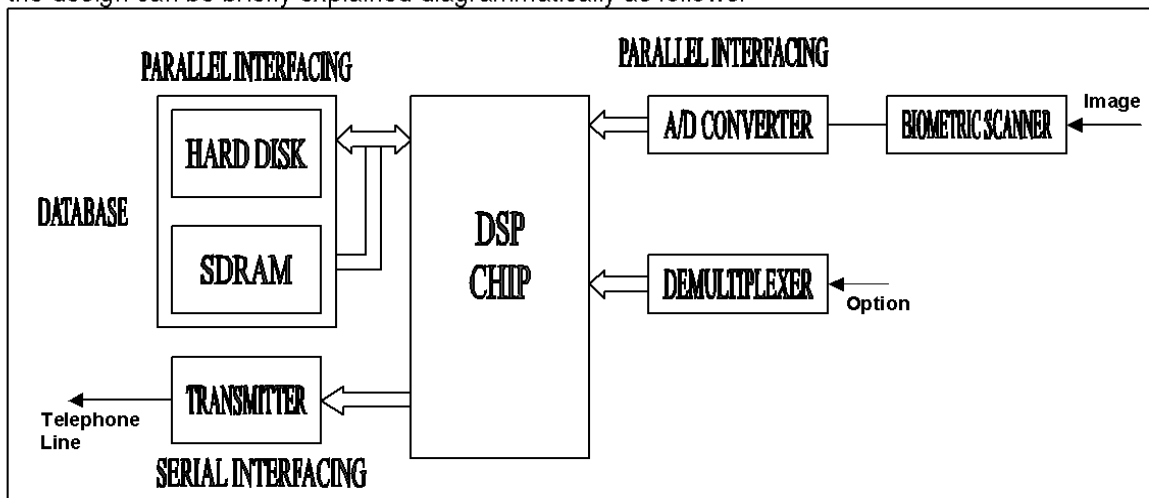 the design can be briefly explained diagrammatically as follower
PARALLEL INTERFACING
PARALLEL INTERFACING
HARD DISK
DATABASE
SDRAM
DSP
CHIP
A/D CONVERTER
BIOMETRIC SCANNER
Image
DEMULTIPLEXER
Option
TRANSMITTER
Telephone
Line
SERIAL INTERFACING